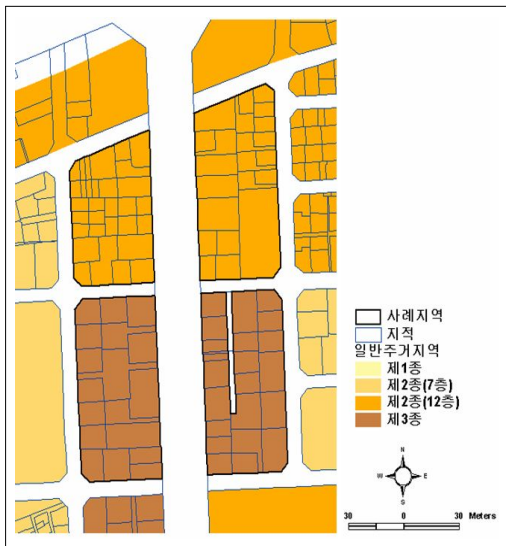 사례지역
지적
일반주거지역
제1종
제2종(7층)
제2종(12층)
제3종
N
W E
S
30 0 30 Meters